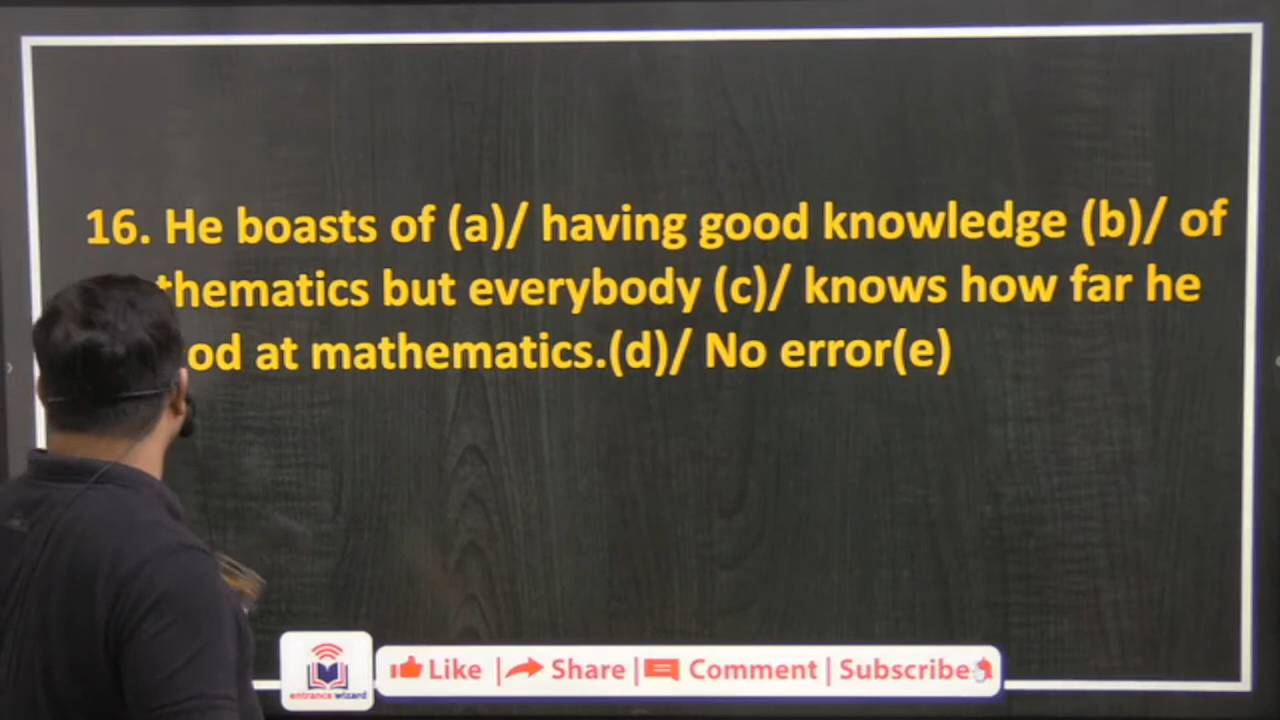 16. He boasts of (a)/ having good knowledge (b)/ of
thematics but everybody (c)/ knows how far he
od at mathematics.(d)/ No error(e)
entrance wizard
Like | Share | Comment | Subscribe